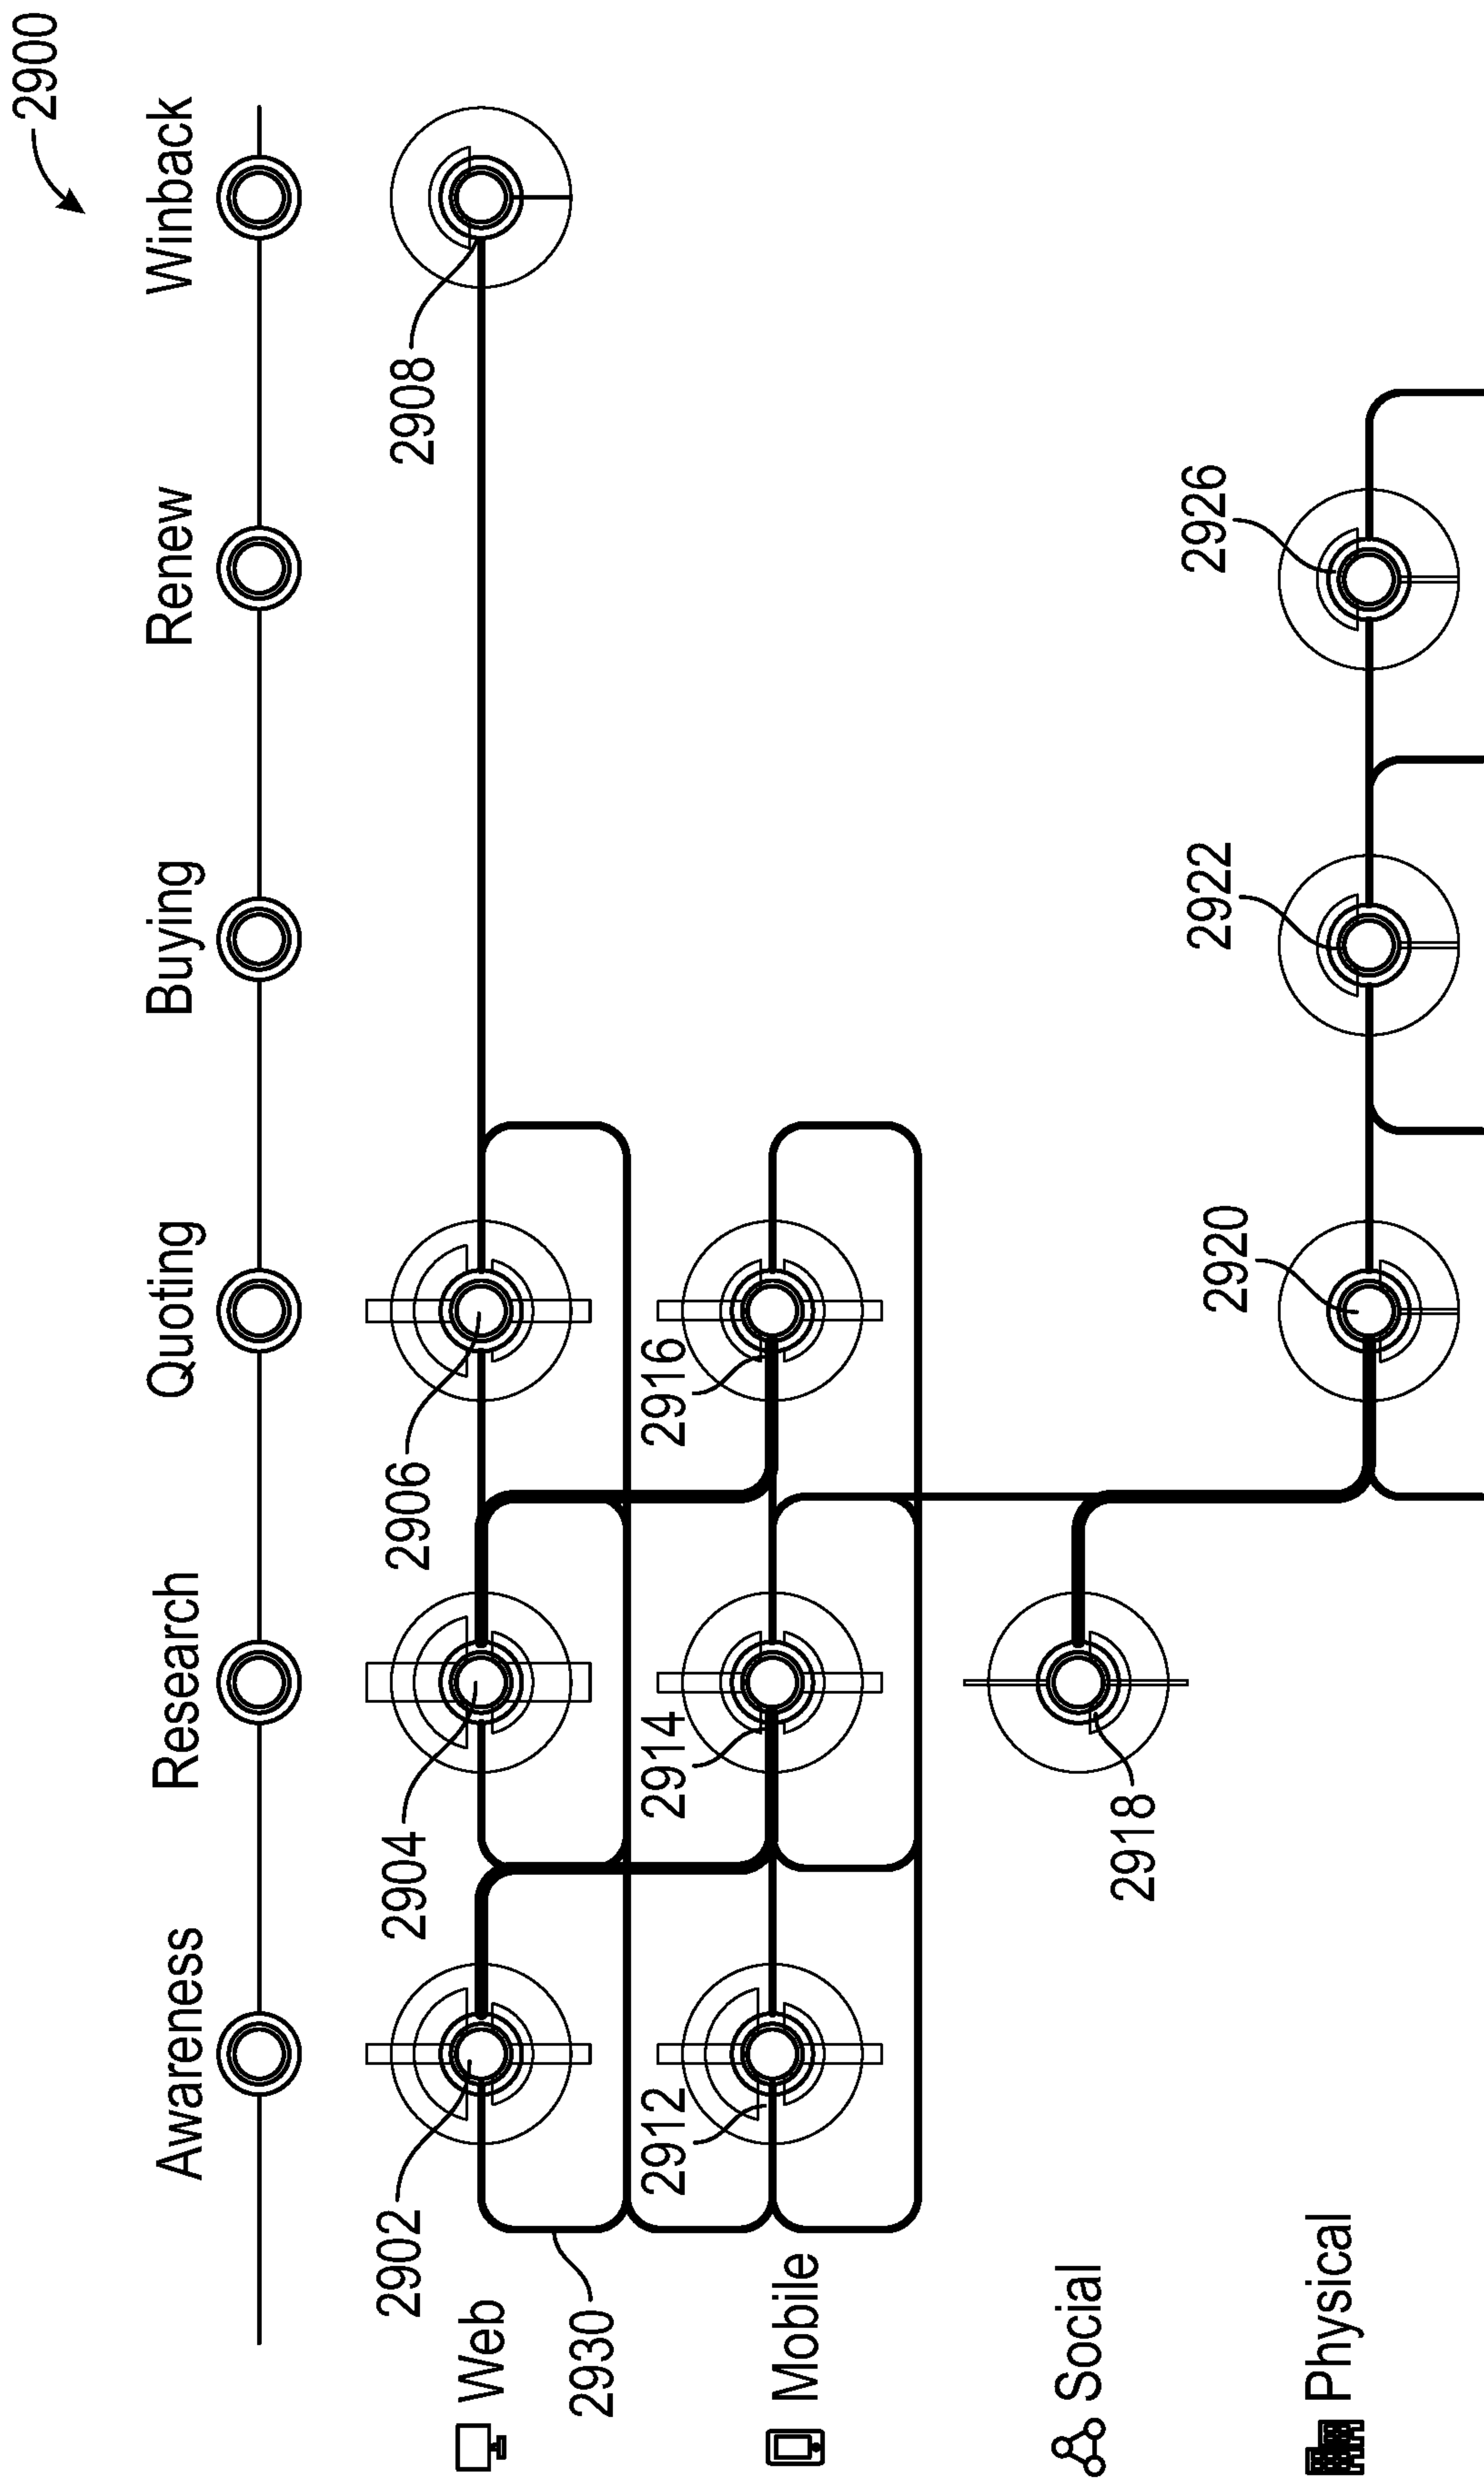 2900
Awareness
Research
Quoting
Buying
Renew
Winback
Web
2902
2904
2906
2908
2930
Mobile
2912
2914
2916
Social
2918
Physical
2920
2922
2926